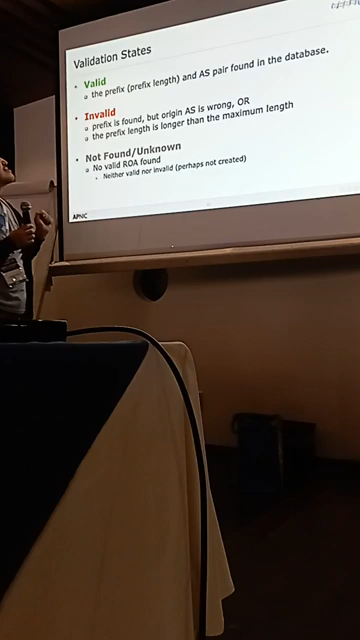 Validation States
• Valid
the prefix (prefix length) and AS pair found in the database.
• Invalid
prefix is found, but origin AS is wrong, OR
the prefix length is longer than the maximum length
• Not Found/Unknown
No valid ROA found
Neither valid nor invalid (perhaps not created)
APNIC